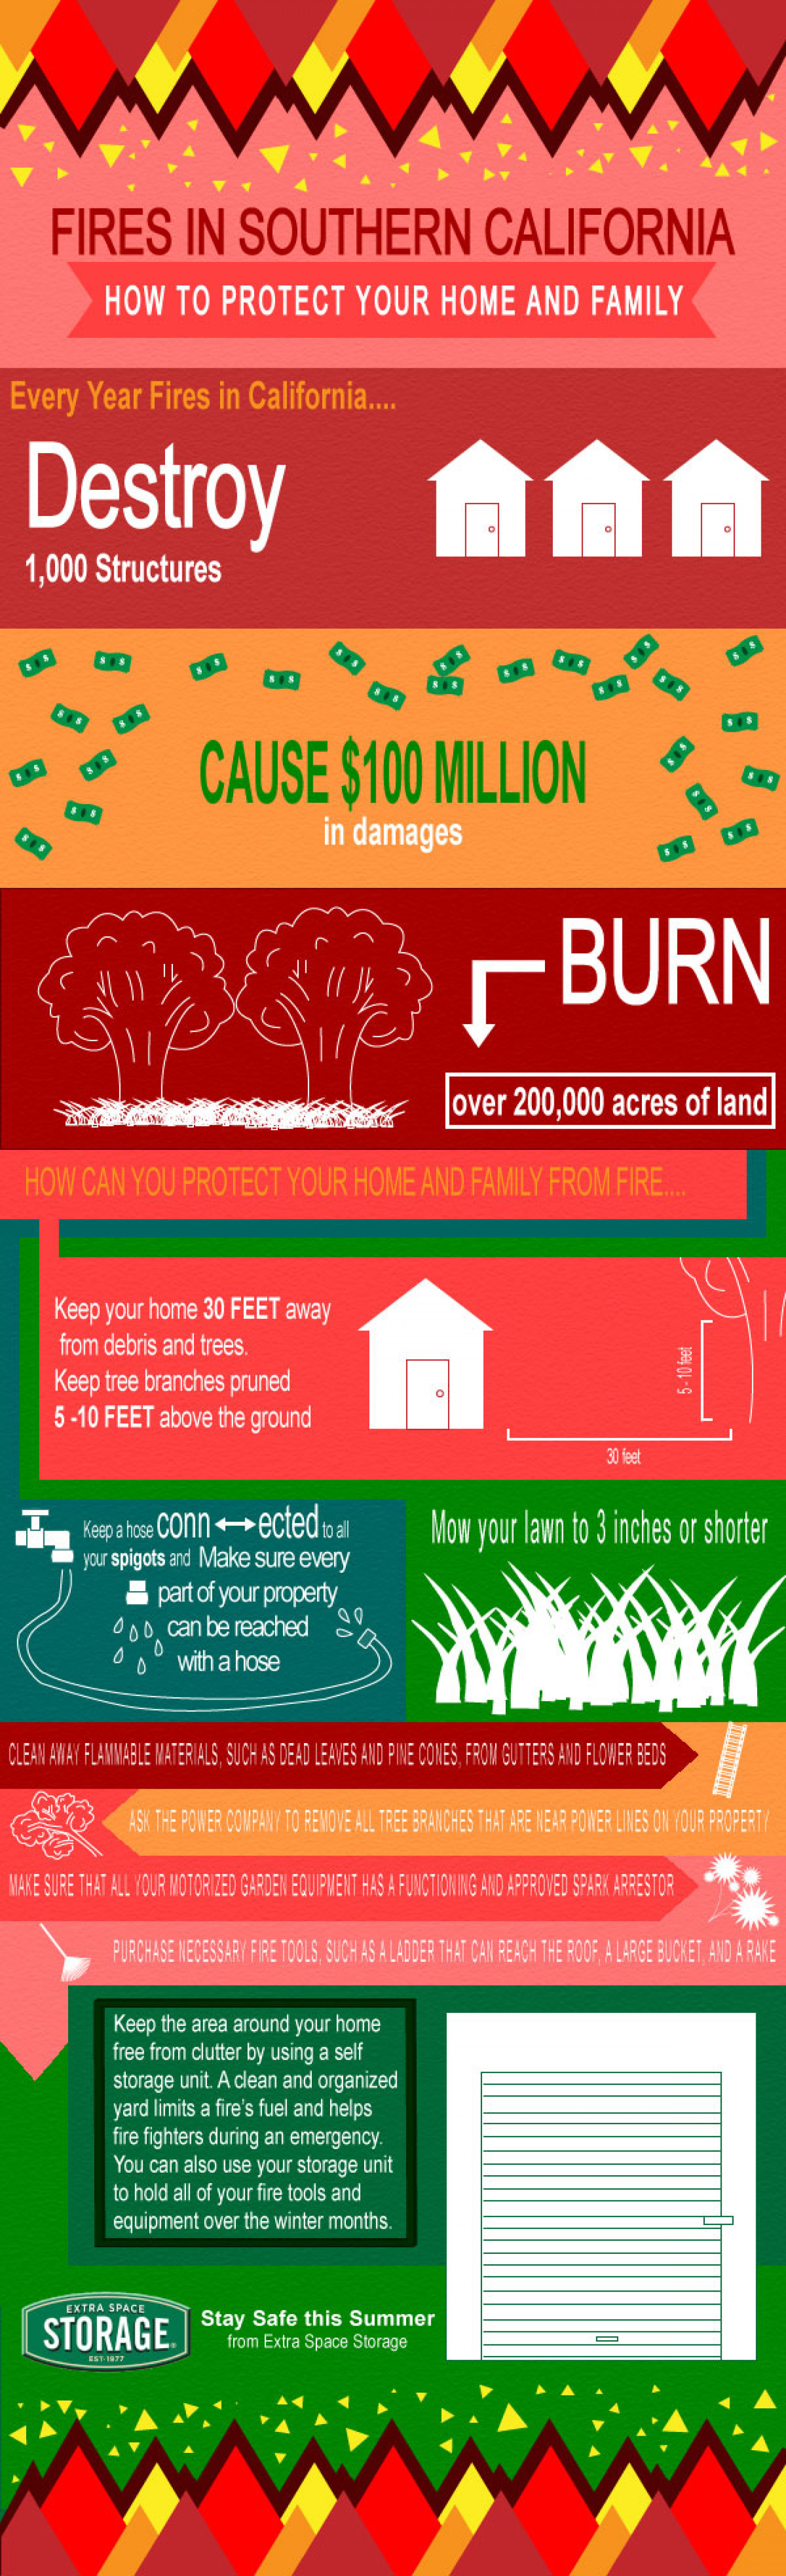 FIRES IN SOUTHERN CALIFORNIA
HOW TO PROTECT YOUR HOME AND FAMILY
Every Year Fires in California....
Destroy
1,000 Structures
CAUSE $100 MILLION
in damages
BURN
over 200,000 acres of land
HOW CAN YOU PROTECT YOUR HOME AND FAMILY FROM FIRE....
Keep your home 30 FEET away
from debris and trees.
Keep tree branches pruned
5 -10 FEET above the ground
5 - 10 feet
30 feet
Keep a hose conn ↔ ected to all
your spigots and Make sure every
part of your property
can be reached
with a hose
Mow your lawn to 3 inches or shorter
CLEAN AWAY FLAMMABLE MATERIALS, SUCH AS DEAD LEAVES AND PINE CONES, FROM GUTTERS AND FLOWER BEDS
ASK THE POWER COMPANY TO REMOVE ALL TREE BRANCHES THAT ARE NEAR POWER LINES ON YOUR PROPERTY
MAKE SURE THAT ALL YOUR MOTORIZED GARDEN EQUIPMENT HAS A FUNCTIONING AND APPROVED SPARK ARRESTOR
PURCHASE NECESSARY FIRE TOOLS, SUCH AS A LADDER THAT CAN REACH THE ROOF, A LARGE BUCKET, AND A RAKE
Keep the area around your home
free from clutter by using a self
storage unit. A clean and organized
yard limits a fire's fuel and helps
fire fighters during an emergency.
You can also use your storage unit
to hold all of your fire tools and
equipment over the winter months.
EXTRA SPACE
STORAGE
EST·1977
Stay Safe this Summer
from Extra Space Storage